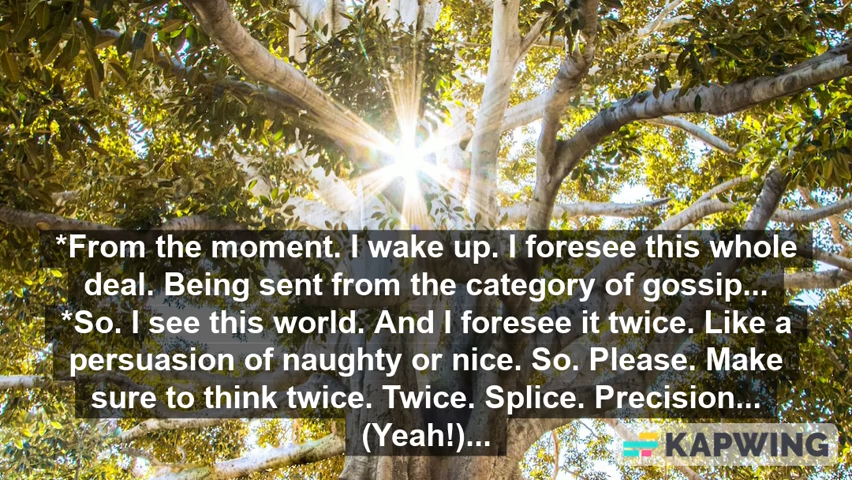 *From the moment. I wake up. I foresee this whole
deal. Being sent from the category of gossip...
*So. I see this world. And I foresee it twice. Like a
persuasion of naughty or nice. So. Please. Make
sure to think twice. Twice. Splice. Precision...
(Yeah!)...
KAPWING